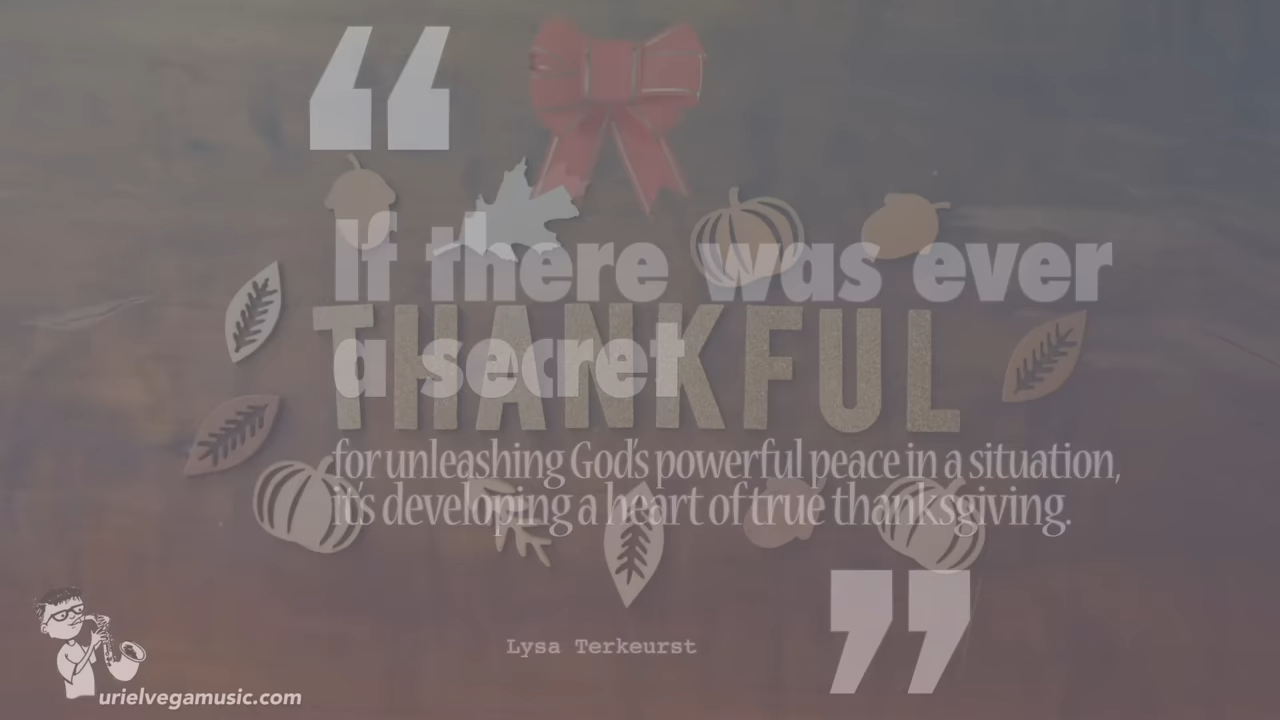 “
If there was ever
THANKFUL
a secret
for unleashing God's powerful peace in a situation,
it's developing a heart of true thanksgiving.
”
Lysa Terkeurst
urielvegamusic.com